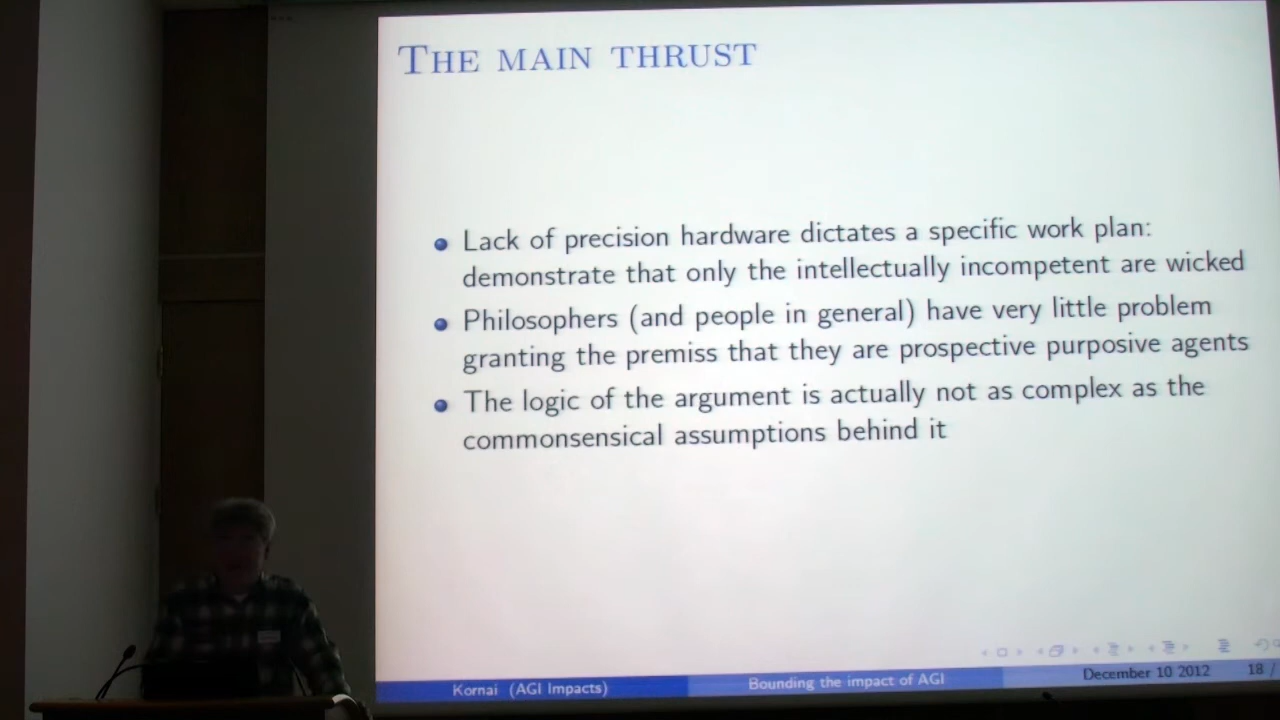 THE MAIN THRUST
Lack of precision hardware dictates a specific work plan:
demonstrate that only the intellectually incompetent are wicked
Philosophers (and people in general) have very little problem
granting the premiss that they are prospective purposive agents
The logic of the argument is actually not as complex as the
commonsensical assumptions behind it
Kornai (AGI Impacts) Bounding the impact of AGI December 10 2012 18 /